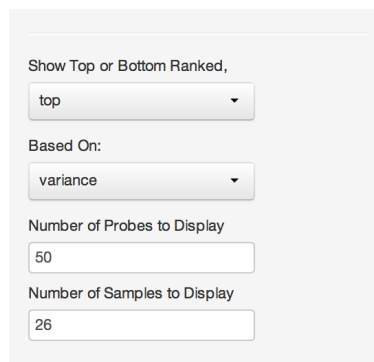 Show Top or Bottom Ranked,
top
Based On:
variance
Number of Probes to Display
50
Number of Samples to Display
26